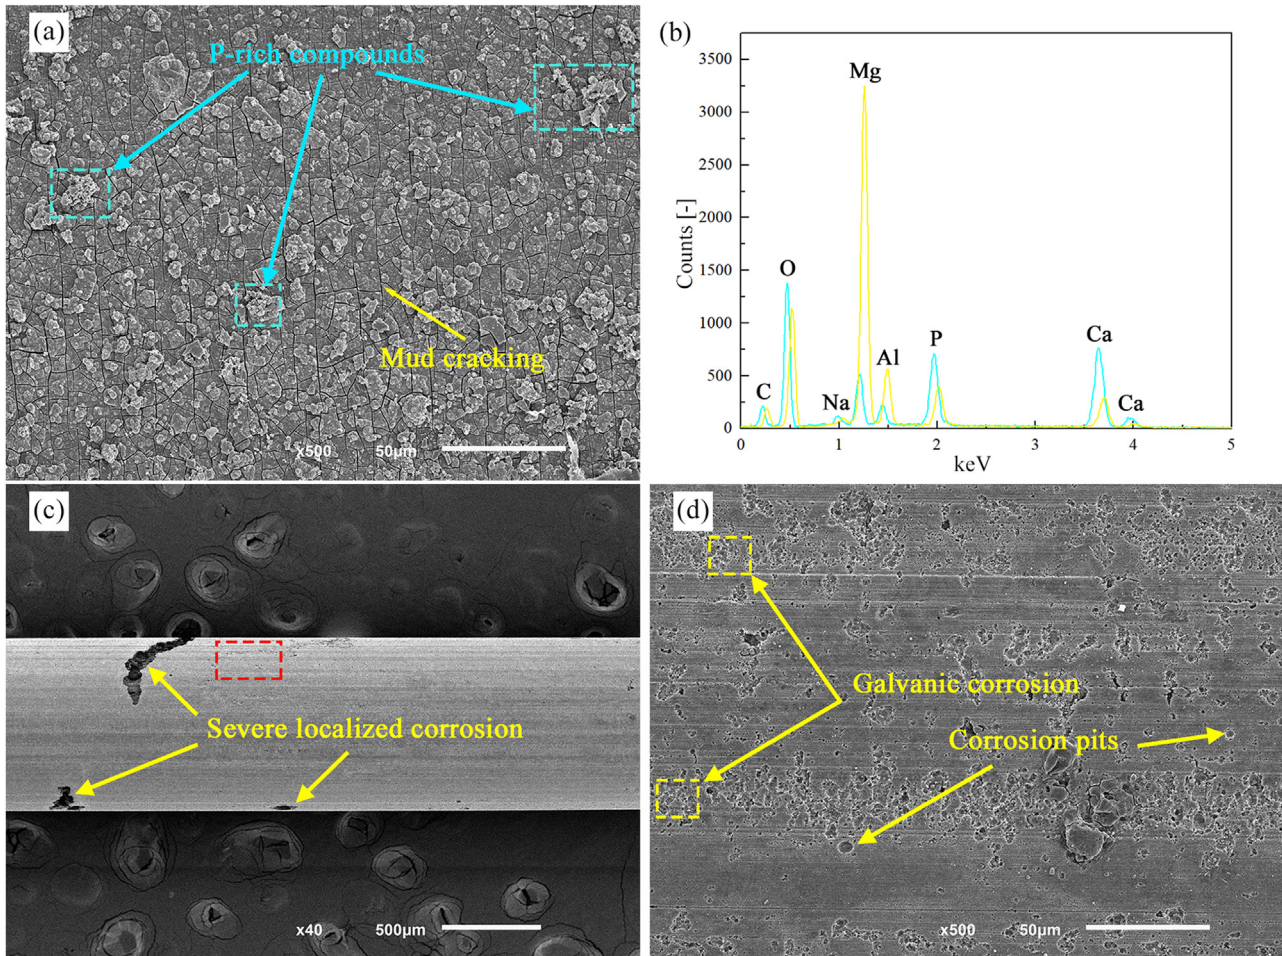 (a)
P-rich compounds
Mud cracking
x500 50μm
(b)
3500
3000
2500
2000
1500
1000
500
0
Counts [-]
C
O
Na
Mg
Al
P
Ca
Ca
0 1 2 3 4 5
keV
(c)
Severe localized corrosion
x40 500μm
(d)
Galvanic corrosion
Corrosion pits
x500 50μm